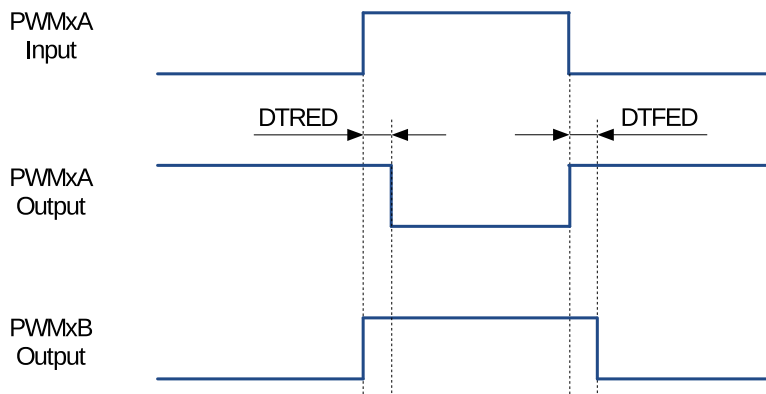 PWMxA
Input
DTRED
DTFED
PWMxA
Output
PWMxB
Output